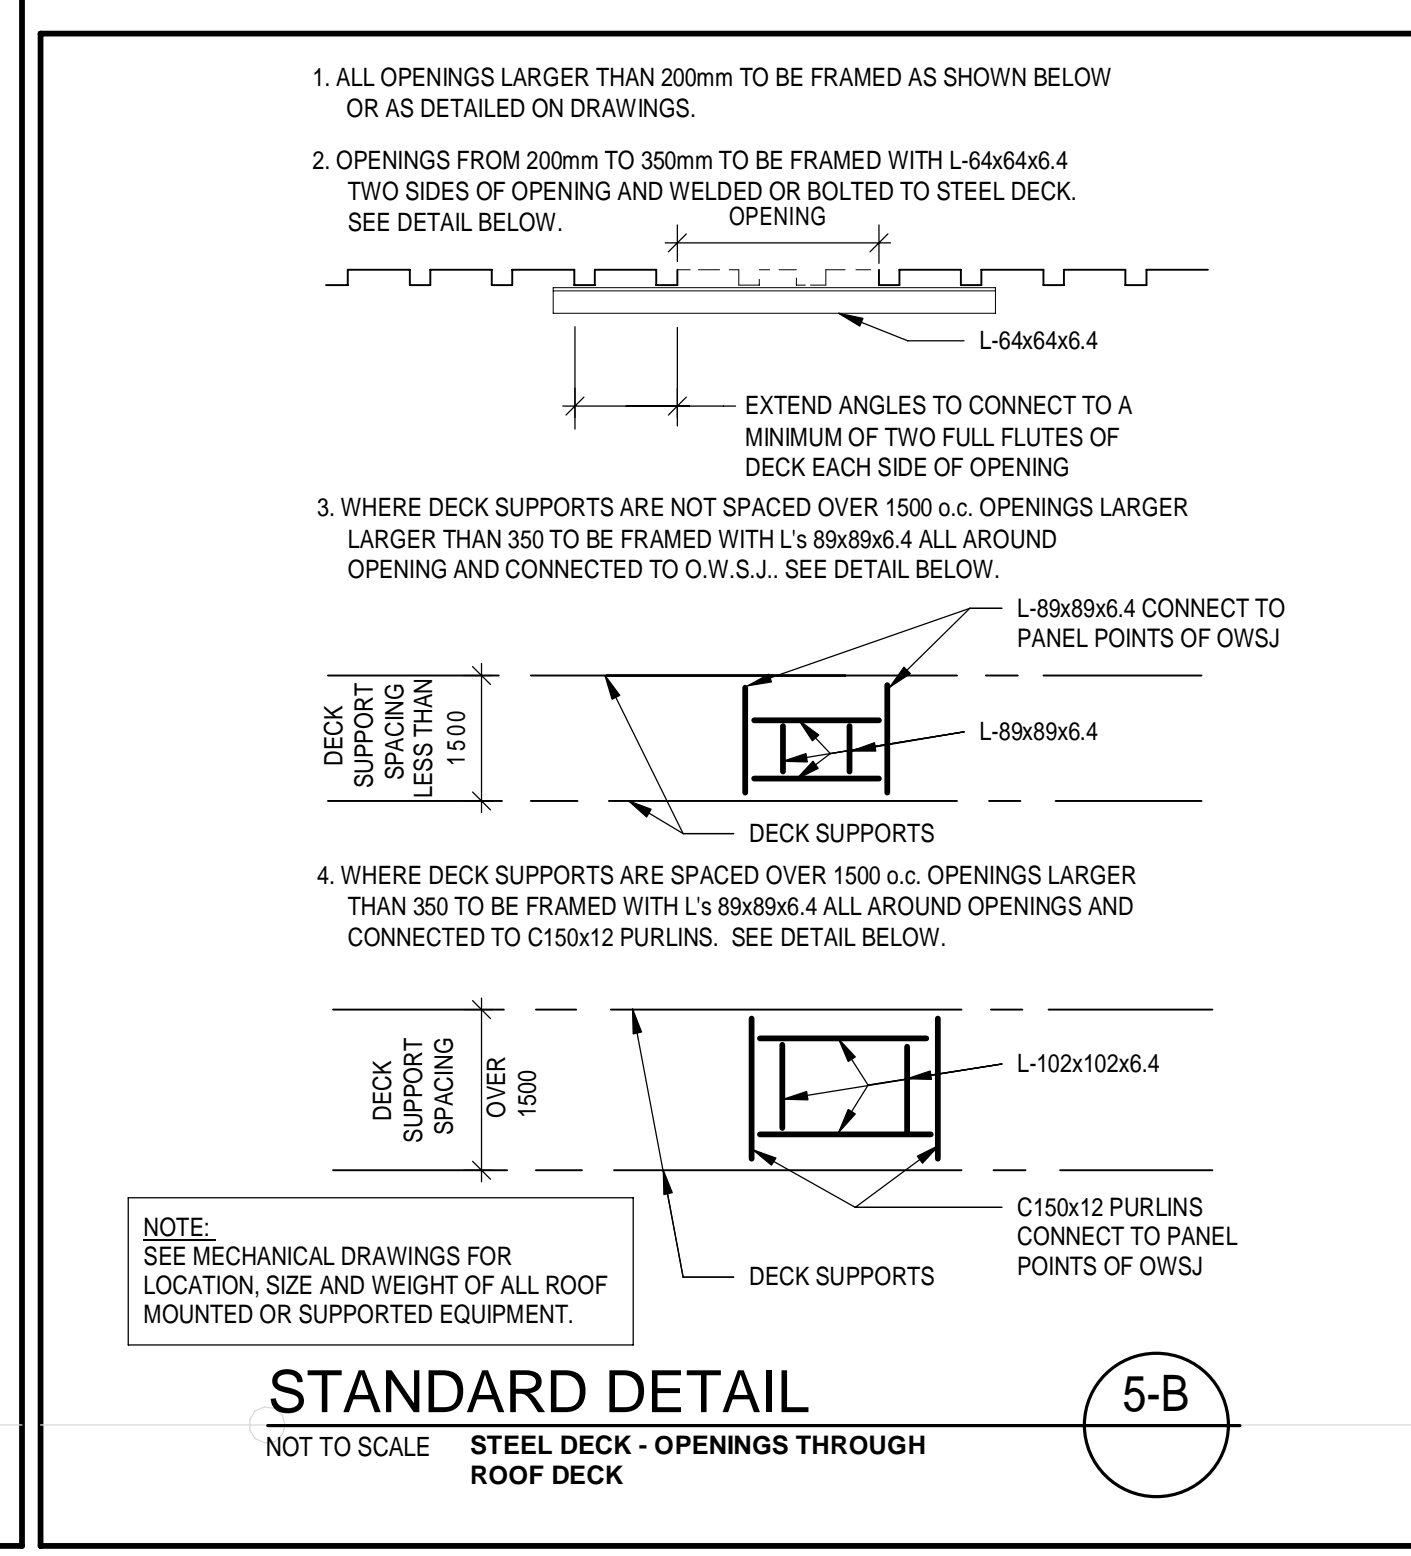 1. ALL OPENINGS LARGER THAN 200mm TO BE FRAMED AS SHOWN BELOW
OR AS DETAILED ON DRAWINGS.
2. OPENINGS FROM 200mm TO 350mm TO BE FRAMED WITH L-64x64x6.4
TWO SIDES OF OPENING AND WELDED OR BOLTED TO STEEL DECK.
SEE DETAIL BELOW.
OPENING
L-64x64x6.4
EXTEND ANGLES TO CONNECT TO A
MINIMUM OF TWO FULL FLUTES OF
DECK EACH SIDE OF OPENING
3. WHERE DECK SUPPORTS ARE NOT SPACED OVER 1500 o.c. OPENINGS LARGER
LARGER THAN 350 TO BE FRAMED WITH L's 89x89x6.4 ALL AROUND
OPENING AND CONNECTED TO O.W.S.J.. SEE DETAIL BELOW.
L-89x89x6.4 CONNECT TO
PANEL POINTS OF OWSJ
DECK
SUPPORT
SPACING
LESS THAN
1500
L-89x89x6.4
DECK SUPPORTS
4. WHERE DECK SUPPORTS ARE SPACED OVER 1500 o.c. OPENINGS LARGER
THAN 350 TO BE FRAMED WITH L's 89x89x6.4 ALL AROUND OPENINGS AND
CONNECTED TO C150x12 PURLINS. SEE DETAIL BELOW.
DECK
SUPPORT
SPACING
OVER
1500
L-102x102x6.4
C150x12 PURLINS
CONNECT TO PANEL
POINTS OF OWSJ
DECK SUPPORTS
NOTE:
SEE MECHANICAL DRAWINGS FOR
LOCATION, SIZE AND WEIGHT OF ALL ROOF
MOUNTED OR SUPPORTED EQUIPMENT.
STANDARD DETAIL
5-B
NOT TO SCALE
STEEL DECK - OPENINGS THROUGH
ROOF DECK